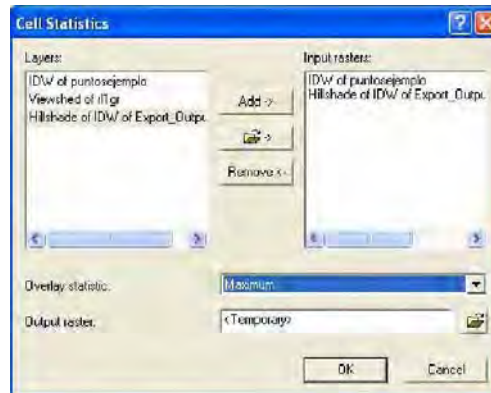 Cell Statistics
Layers:
Input rasters:
IDW of puntosejemplo
Viewshed of
Hillshade of IDW of Export_Outpu
Add ->
->
Remove <-
IDW of puntosejemplo
Hillshade of IDW of Export_Outpu
Overlay statistic:
Maximum
Output raster:
<Temporary>
OK
Cancel